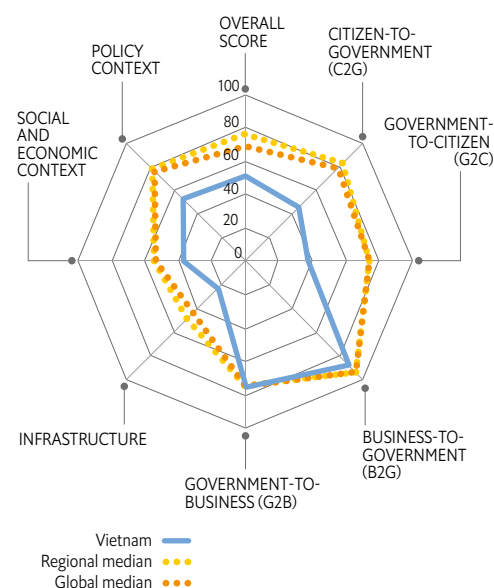 OVERALL
SCORE
CITIZEN-TO-
GOVERNMENT
(C2G)
POLICY
CONTEXT
GOVERNMENT-
TO-CITIZEN
(G2C)
SOCIAL
AND
ECONOMIC
CONTEXT
100
80
60
40
20
0
INFRASTRUCTURE
BUSINESS-TO-
GOVERNMENT
(B2G)
GOVERNMENT-TO-
BUSINESS (G2B)
Vietnam
Regional median
Global median